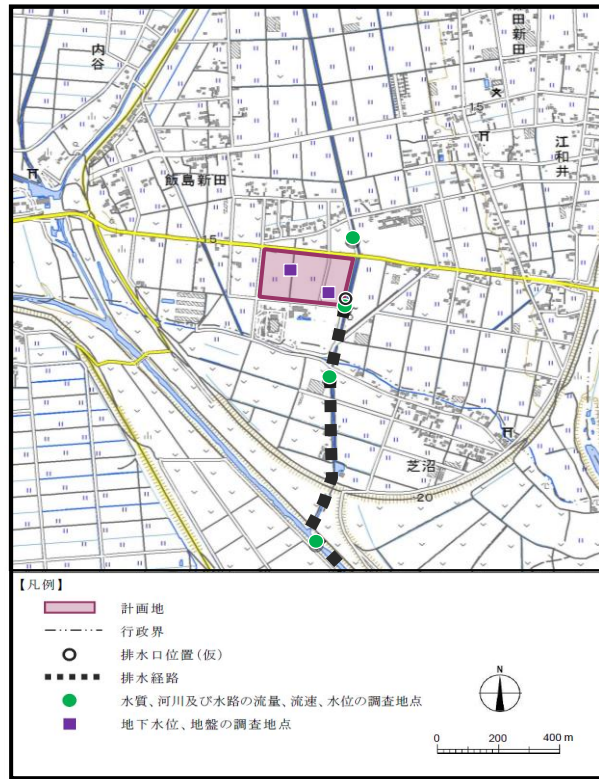 内谷
田新田
江和井
飯島新田
15
15
芝沼
20
【凡例】
計画地
行政界
排水口位置(仮)
排水経路
水質、河川及び水路の流量、流速、水位の調査地点
地下水位、地盤の調査地点
N
0 200 400 m